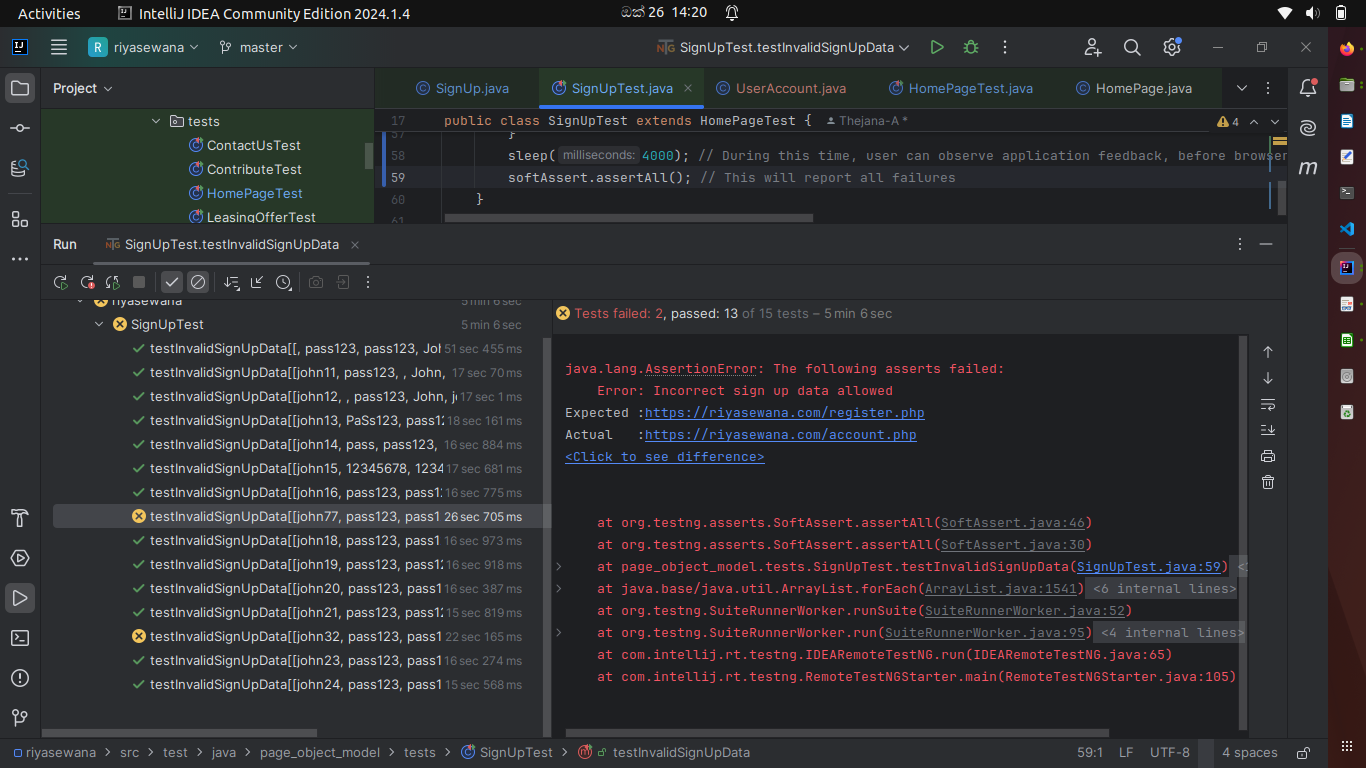 Activities IntelliJ IDEA Community Edition 2024.1.4 ඔක් 26 14:20
R riyasewana master SignUpTest.testInvalidSignUpData
Project SignUp.java SignUpTest.java UserAccount.java HomePageTest.java HomePage.java
17 public class SignUpTest extends HomePageTest { Thejana-A * 4
tests
57 }
ContactUsTest
58 sleep( milliseconds: 4000); // During this time, user can observe application feedback, before browser
ContributeTest
59 softAssert.assertAll(); // This will report all failures
HomePageTest
60 }
LeasingOfferTest
61
Run SignUpTest.testInvalidSignUpData
riyasewana 5 min 6 sec
SignUpTest 5 min 6 sec
testInvalidSignUpData[[, pass123, pass123, Joh 51 sec 455 ms
testInvalidSignUpData[[john11, pass123, , John, 17 sec 70 ms
testInvalidSignUpData[[john12, , pass123, John, j 17 sec 1 ms
testInvalidSignUpData[[john13, PaSs123, pass12 18 sec 161 ms
testInvalidSignUpData[[john14, pass, pass123, 16 sec 884 ms
testInvalidSignUpData[[john15, 12345678, 1234 17 sec 681 ms
testInvalidSignUpData[[john16, pass123, pass12 16 sec 775 ms
testInvalidSignUpData[[john77, pass123, pass1 26 sec 705 ms
testInvalidSignUpData[[john18, pass123, pass1 16 sec 973 ms
testInvalidSignUpData[[john19, pass123, pass12 16 sec 918 ms
testInvalidSignUpData[[john20, pass123, pass1 16 sec 387 ms
testInvalidSignUpData[[john21, pass123, pass12 15 sec 819 ms
testInvalidSignUpData[[john32, pass123, pass1 22 sec 165 ms
testInvalidSignUpData[[john23, pass123, pass1 16 sec 274 ms
testInvalidSignUpData[[john24, pass123, pass1 15 sec 568 ms
Tests failed: 2, passed: 13 of 15 tests – 5 min 6 sec
java.lang.AssertionError: The following asserts failed:
Error: Incorrect sign up data allowed
Expected :https://riyasewana.com/register.php
Actual :https://riyasewana.com/account.php
<Click to see difference>
at org.testng.asserts.SoftAssert.assertAll(SoftAssert.java:46)
at org.testng.asserts.SoftAssert.assertAll(SoftAssert.java:30)
at page_object_model.tests.SignUpTest.testInvalidSignUpData(SignUpTest.java:59)
at java.base/java.util.ArrayList.forEach(ArrayList.java:1541) <6 internal lines>
at org.testng.SuiteRunnerWorker.runSuite(SuiteRunnerWorker.java:52)
at org.testng.SuiteRunnerWorker.run(SuiteRunnerWorker.java:95) <4 internal lines>
at com.intellij.rt.testng.IDEARemoteTestNG.run(IDEARemoteTestNG.java:65)
at com.intellij.rt.testng.RemoteTestNGStarter.main(RemoteTestNGStarter.java:105)
riyasewana > src > test > java > page_object_model > tests > SignUpTest > testInvalidSignUpData 59:1 LF UTF-8 4 spaces